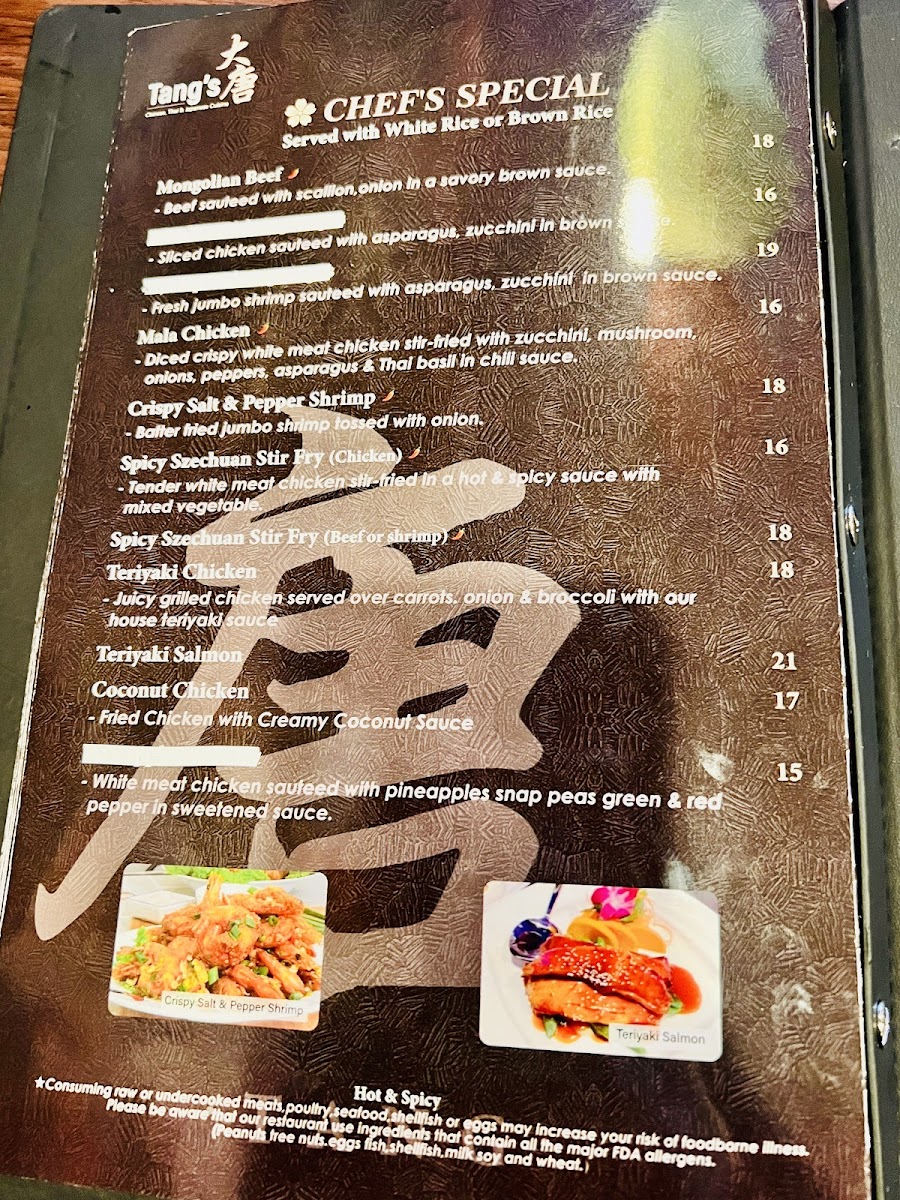 大唐
Tang's
Chinese, Thai & Japanese Cuisine
CHEF'S SPECIAL
Served with White Rice or Brown Rice
Mongolian Beef 18
- Beef sauteed with scallion,onion in a savory brown sauce.
16
- Sliced chicken sauteed with asparagus, zucchini in brown
19
- Fresh jumbo shrimp sauteed with asparagus, zucchini in brown sauce.
Mala Chicken 16
- Diced crispy white meat chicken stir-fried with zucchini, mushroom,
onions, peppers, asparagus & Thai basil in chili sauce.
Crispy Salt & Pepper Shrimp 18
- Batter fried jumbo shrimp tossed with onion.
Spicy Szechuan Stir Fry (Chicken) 16
- Tender white meat chicken stir-fried in a hot & spicy sauce with
mixed vegetable.
Spicy Szechuan Stir Fry (Beef or shrimp) 18
Teriyaki Chicken 18
- Juicy grilled chicken served over carrots. onion & broccoli with our
house teriyaki sauce
Teriyaki Salmon 21
Coconut Chicken 17
- Fried Chicken with Creamy Coconut Sauce
15
- White meat chicken sauteed with pineapples snap peas green & red
pepper in sweetened sauce.
唐
Crispy Salt & Pepper Shrimp
Teriyaki Salmon
Hot & Spicy
★Consuming raw or undercooked meats,poultry,seafood,shellfish or eggs may increase your risk of foodborne illness.
Please be aware that our restaurant use ingredients that contain all the major FDA allergens.
(Peanuts tree nuts.eggs fish,shellfish,milk soy and wheat.)